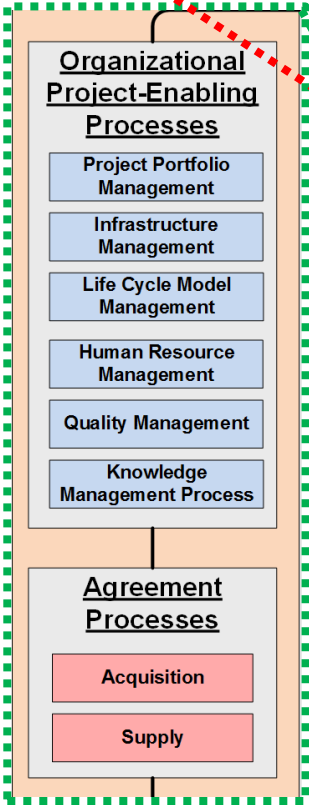 Organizational
Project-Enabling
Processes
Project Portfolio
Management
Infrastructure
Management
Life Cycle Model
Management
Human Resource
Management
Quality Management
Knowledge
Management Process
Agreement
Processes
Acquisition
Supply